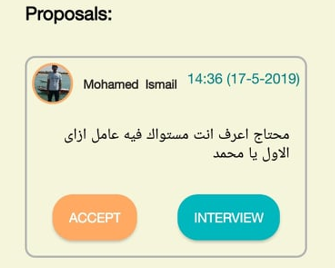 Proposals:
Mohamed Ismail 14:36 (17-5-2019)
محتاج اعرف انت مستواك فيه عامل ازاى
الاول يا محمد
ACCEPT INTERVIEW